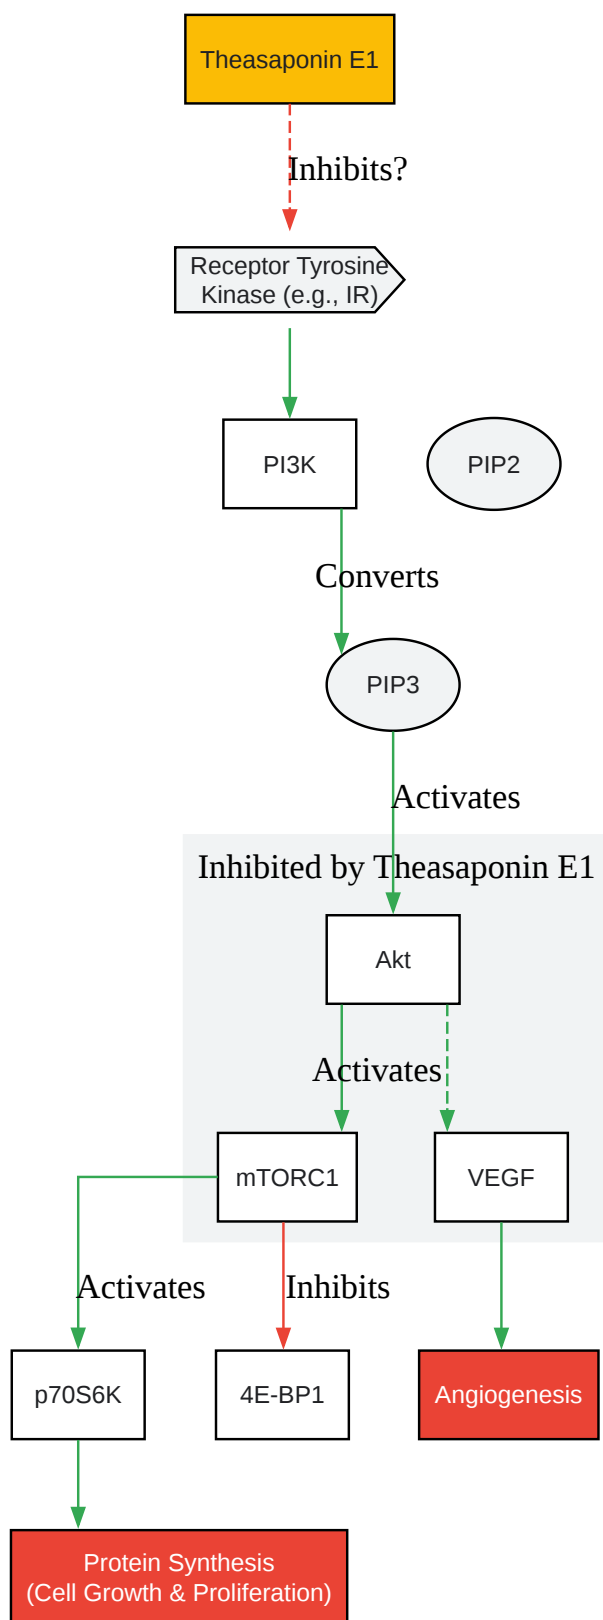 Theasaponin E1
Inhibits?
Receptor Tyrosine
Kinase (e.g., IR)
PI3K
PIP2
Converts
PIP3
Activates
Inhibited by Theasaponin E1
Akt
Activates
mTORC1
VEGF
Activates
Inhibits
p70S6K
4E-BP1
Angiogenesis
Protein Synthesis
(Cell Growth & Proliferation)